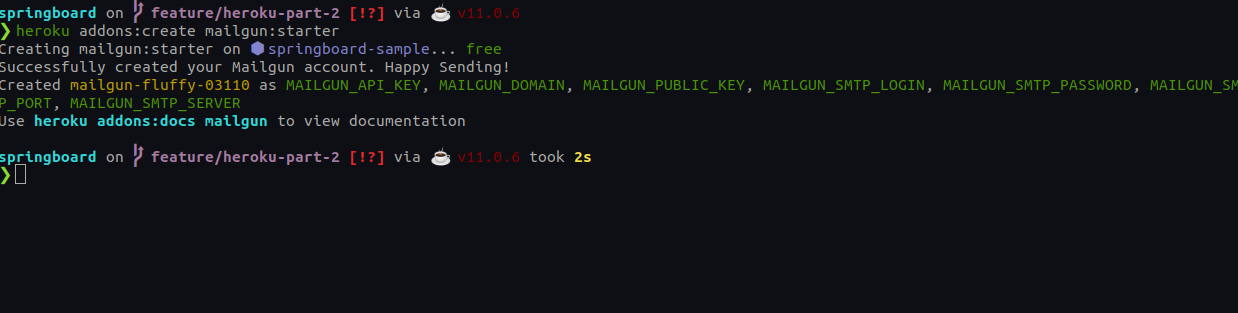 springboard on feature/heroku-part-2 [!?] via ☕ v11.0.6
❯ heroku addons:create mailgun:starter
Creating mailgun:starter on ⬢ springboard-sample... free
Successfully created your Mailgun account. Happy Sending!
Created mailgun-fluffy-03110 as MAILGUN_API_KEY, MAILGUN_DOMAIN, MAILGUN_PUBLIC_KEY, MAILGUN_SMTP_LOGIN, MAILGUN_SMTP_PASSWORD, MAILGUN_SM
P_PORT, MAILGUN_SMTP_SERVER
Use heroku addons:docs mailgun to view documentation
springboard on feature/heroku-part-2 [!?] via ☕ v11.0.6 took 2s
❯